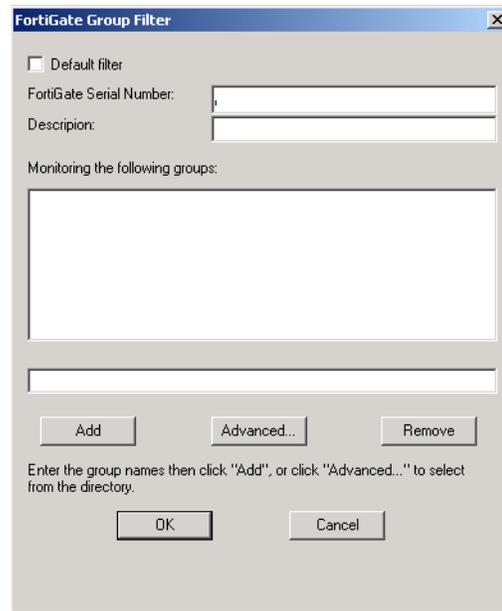 FortiGate Group Filter
Default filter
FortiGate Serial Number:
Descripion:
Monitoring the following groups:
Add
Advanced...
Remove
Enter the group names then click "Add", or click "Advanced..." to select
from the directory.
OK
Cancel